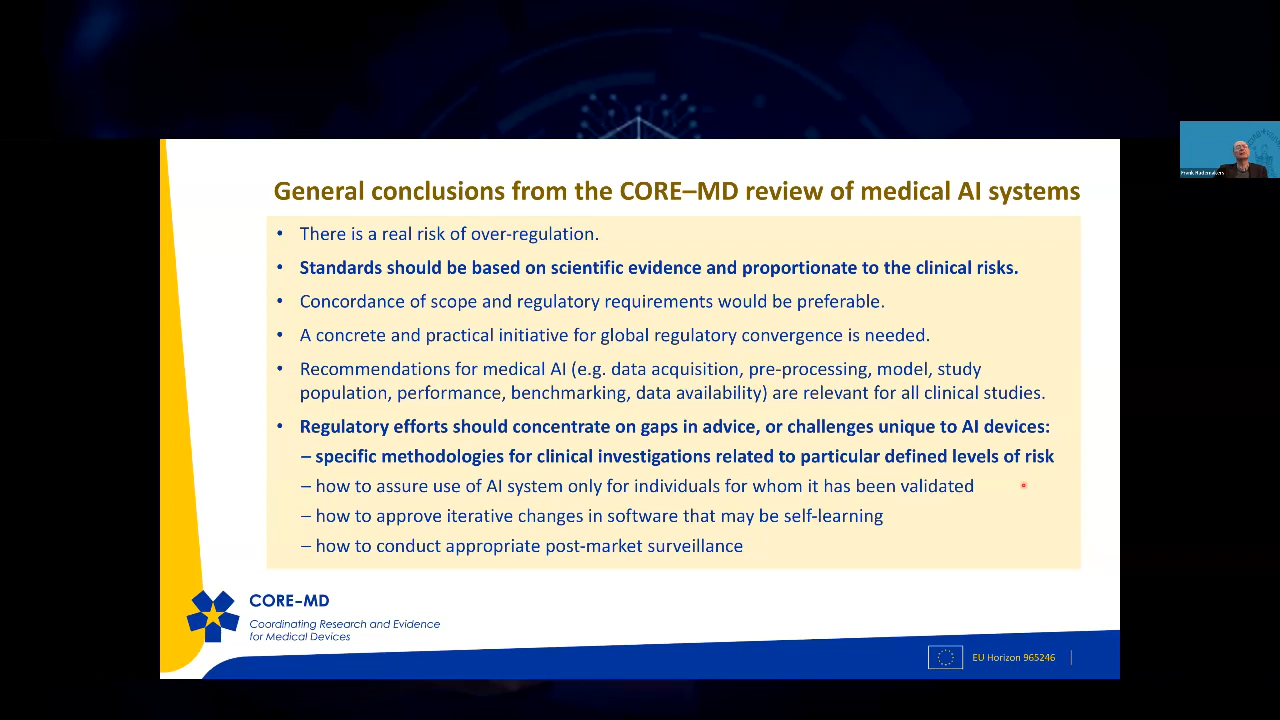 General conclusions from the CORE–MD review of medical AI systems
• There is a real risk of over-regulation.
• Standards should be based on scientific evidence and proportionate to the clinical risks.
• Concordance of scope and regulatory requirements would be preferable.
• A concrete and practical initiative for global regulatory convergence is needed.
• Recommendations for medical AI (e.g. data acquisition, pre-processing, model, study
population, performance, benchmarking, data availability) are relevant for all clinical studies.
• Regulatory efforts should concentrate on gaps in advice, or challenges unique to AI devices:
– specific methodologies for clinical investigations related to particular defined levels of risk
– how to assure use of AI system only for individuals for whom it has been validated
– how to approve iterative changes in software that may be self-learning
– how to conduct appropriate post-market surveillance
CORE–MD
Coordinating Research and Evidence
for Medical Devices
EU Horizon 965246
Frank Rademakers